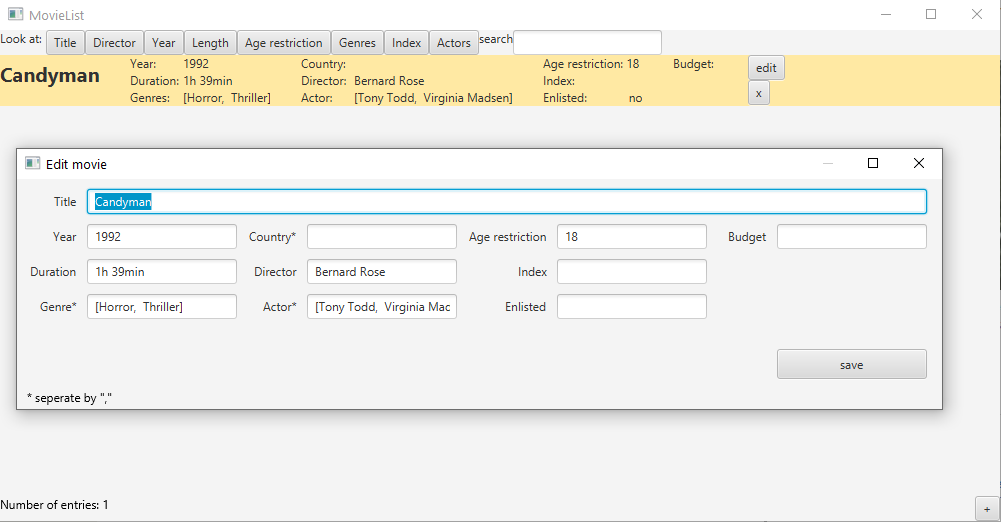 MovieList
Look at: Title Director Year Length Age restriction Genres Index Actors search
Candyman
Year: 1992 Country: Age restriction: 18 Budget: edit
Duration: 1h 39min Director: Bernard Rose Index:
Genres: [Horror, Thriller] Actor: [Tony Todd, Virginia Madsen] Enlisted: no x
Edit movie
Title Candyman
Year 1992 Country* Age restriction 18 Budget
Duration 1h 39min Director Bernard Rose Index
Genre* [Horror, Thriller] Actor* [Tony Todd, Virginia Mac Enlisted
save
* seperate by ","
Number of entries: 1
+